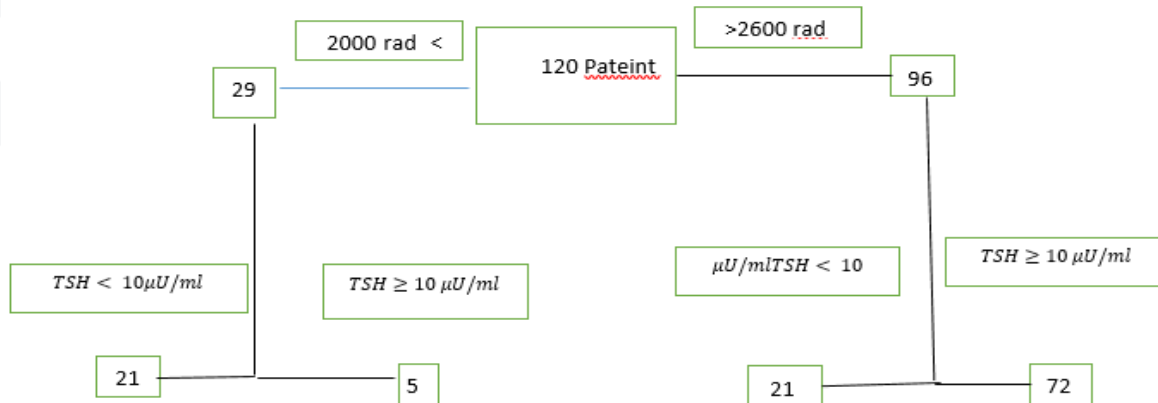 2000 rad <
120 Pateint
>2600 rad
29
96
TSH < 10μU/ml
TSH ≥ 10 μU/ml
μU/mlTSH < 10
TSH ≥ 10 μU/ml
21
5
21
72